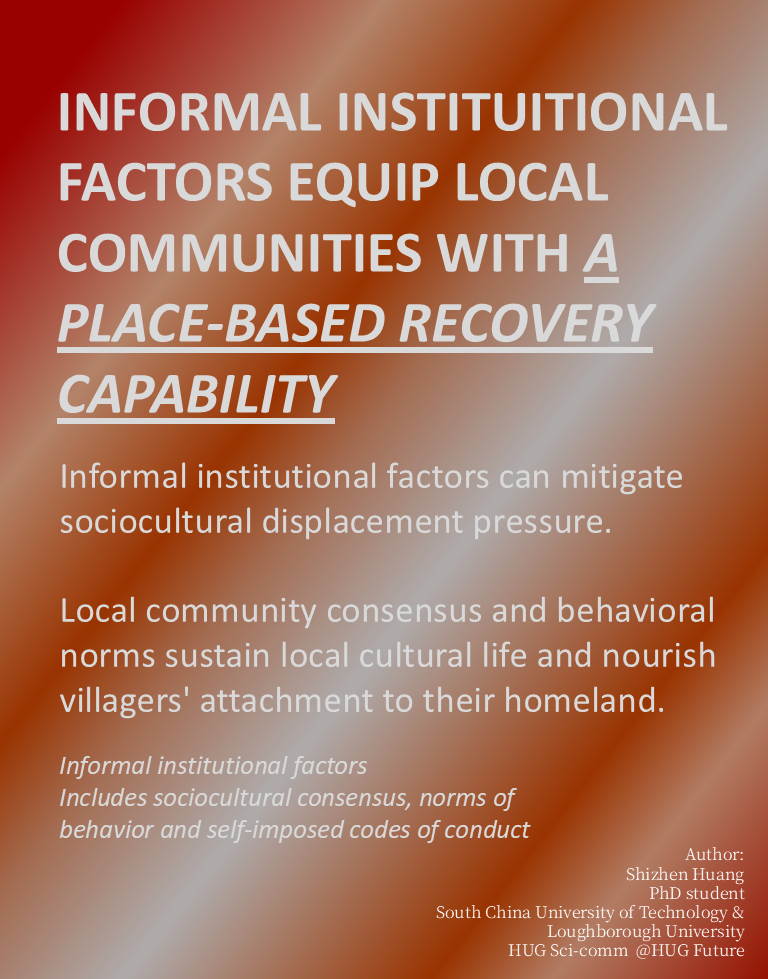 INFORMAL INSTITUITIONAL
FACTORS EQUIP LOCAL
COMMUNITIES WITH A
PLACE-BASED RECOVERY
CAPABILITY
Informal institutional factors can mitigate
sociocultural displacement pressure.
Local community consensus and behavioral
norms sustain local cultural life and nourish
villagers' attachment to their homeland.
Informal institutional factors
Includes sociocultural consensus, norms of
behavior and self-imposed codes of conduct
Author:
Shizhen Huang
PhD student
South China University of Technology &
Loughborough University
HUG Sci-comm @HUG Future